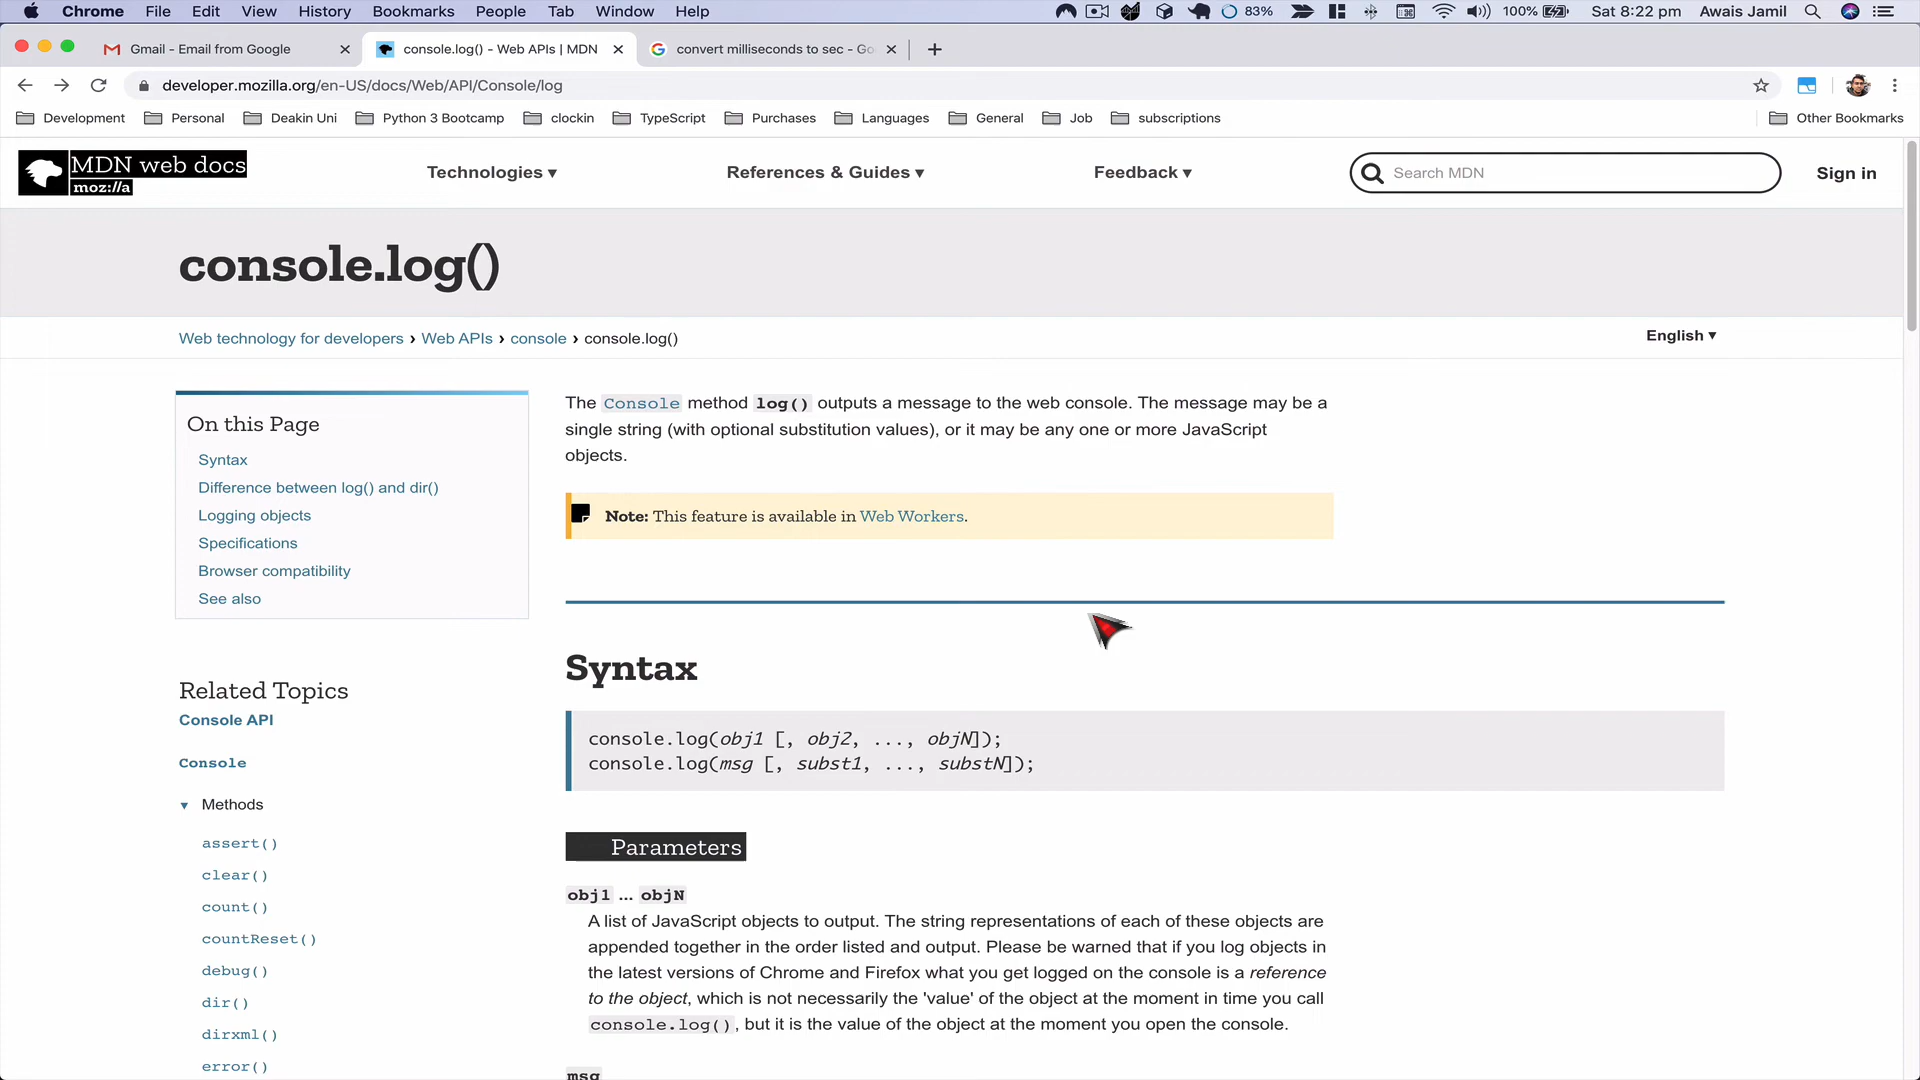 Chrome File Edit View History Bookmarks People Tab Window Help 83% 100% Sat 8:22 pm Awais Jamil
Gmail - Email from Google console.log() - Web APIs | MDN convert milliseconds to sec - Go
developer.mozilla.org/en-US/docs/Web/API/Console/log
Development Personal Deakin Uni Python 3 Bootcamp clockin TypeScript Purchases Languages General Job subscriptions Other Bookmarks
MDN web docs
moz://a
Technologies ▾ References & Guides ▾ Feedback ▾ Search MDN Sign in
console.log()
Web technology for developers › Web APIs › console › console.log()
English ▾
On this Page
Syntax
Difference between log() and dir()
Logging objects
Specifications
Browser compatibility
See also
Related Topics
Console API
Console
▾ Methods
assert()
clear()
count()
countReset()
debug()
dir()
dirxml()
error()
The Console method log() outputs a message to the web console. The message may be a
single string (with optional substitution values), or it may be any one or more JavaScript
objects.
Note: This feature is available in Web Workers.
Syntax
console.log(obj1 [, obj2, ..., objN]);
console.log(msg [, subst1, ..., substN]);
Parameters
obj1 ... objN
A list of JavaScript objects to output. The string representations of each of these objects are
appended together in the order listed and output. Please be warned that if you log objects in
the latest versions of Chrome and Firefox what you get logged on the console is a reference
to the object, which is not necessarily the 'value' of the object at the moment in time you call
console.log(), but it is the value of the object at the moment you open the console.
msg